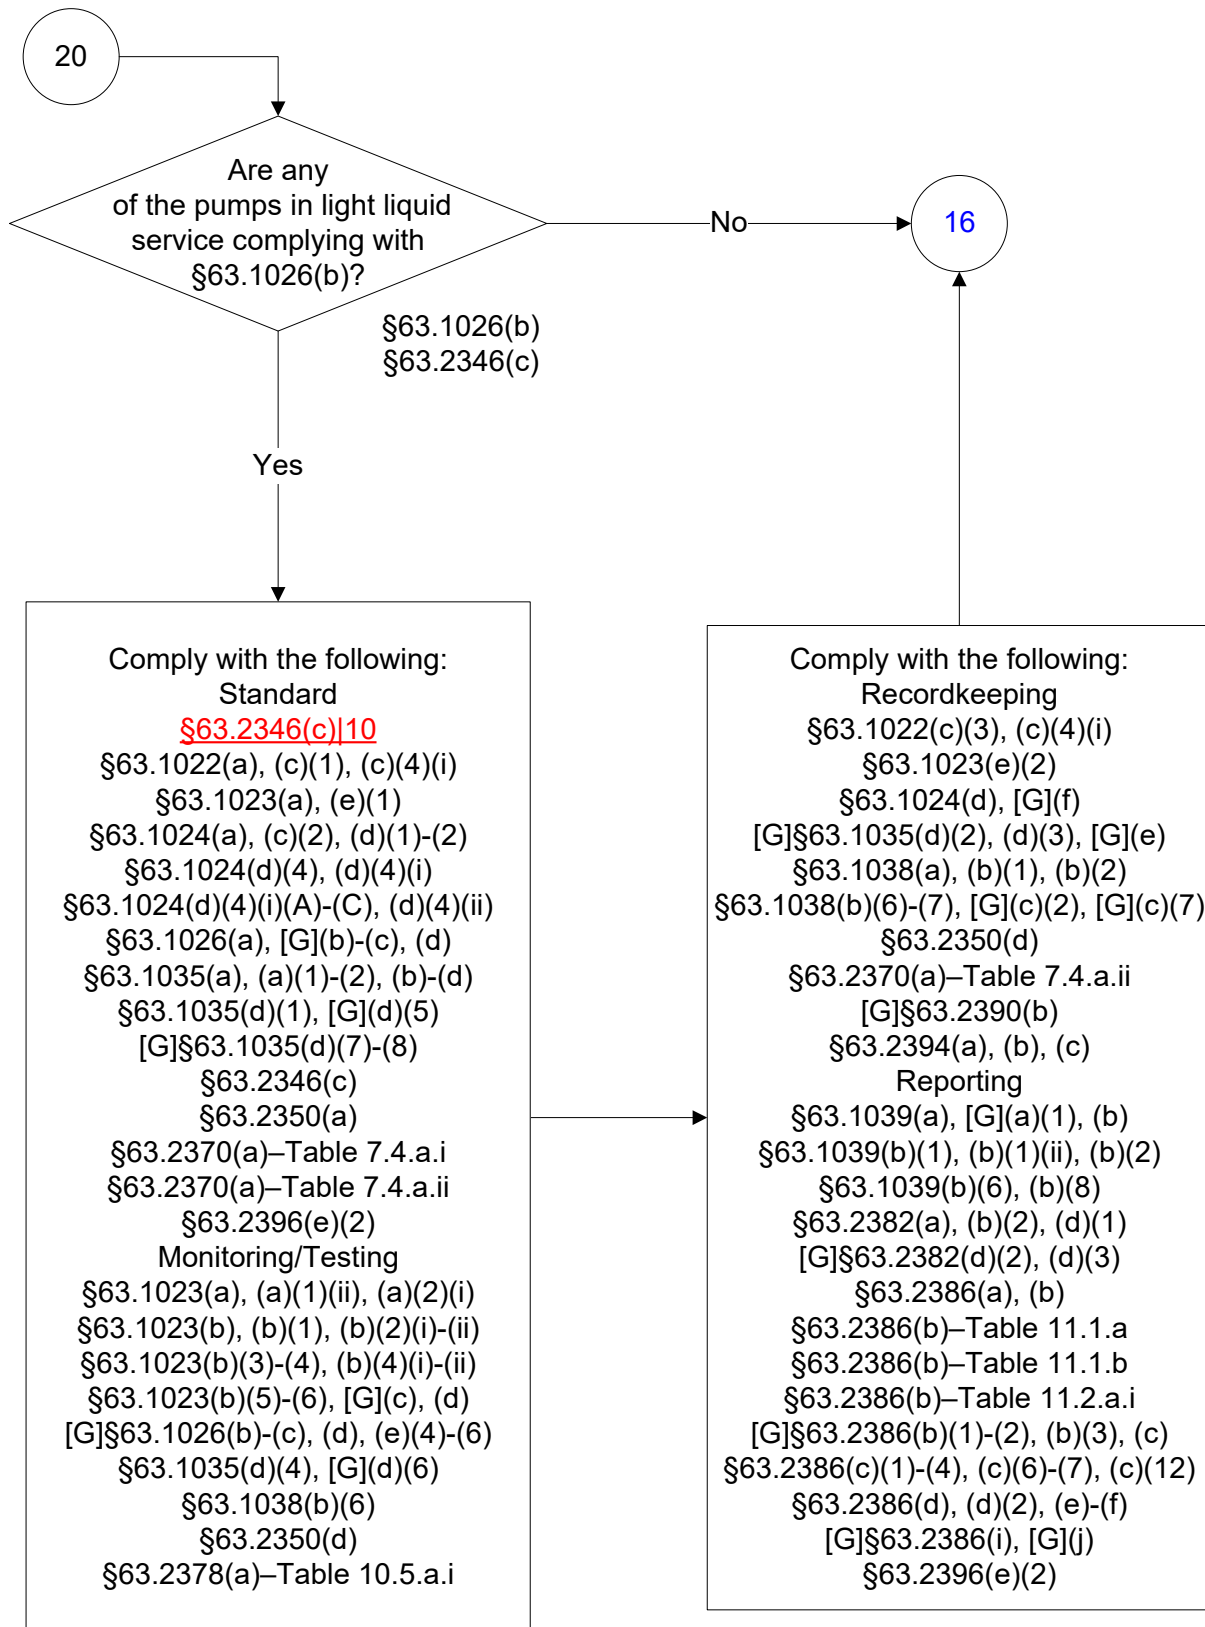 20
Are any
of the pumps in light liquid
service complying with
§63.1026(b)?
No
16
§63.1026(b)
§63.2346(c)
Yes
Comply with the following:
Standard
§63.2346(c)|10
§63.1022(a), (c)(1), (c)(4)(i)
§63.1023(a), (e)(1)
§63.1024(a), (c)(2), (d)(1)-(2)
§63.1024(d)(4), (d)(4)(i)
§63.1024(d)(4)(i)(A)-(C), (d)(4)(ii)
§63.1026(a), [G](b)-(c), (d)
§63.1035(a), (a)(1)-(2), (b)-(d)
§63.1035(d)(1), [G](d)(5)
[G]§63.1035(d)(7)-(8)
§63.2346(c)
§63.2350(a)
§63.2370(a)–Table 7.4.a.i
§63.2370(a)–Table 7.4.a.ii
§63.2396(e)(2)
Monitoring/Testing
§63.1023(a), (a)(1)(ii), (a)(2)(i)
§63.1023(b), (b)(1), (b)(2)(i)-(ii)
§63.1023(b)(3)-(4), (b)(4)(i)-(ii)
§63.1023(b)(5)-(6), [G](c), (d)
[G]§63.1026(b)-(c), (d), (e)(4)-(6)
§63.1035(d)(4), [G](d)(6)
§63.1038(b)(6)
§63.2350(d)
§63.2378(a)–Table 10.5.a.i
Comply with the following:
Recordkeeping
§63.1022(c)(3), (c)(4)(i)
§63.1023(e)(2)
§63.1024(d), [G](f)
[G]§63.1035(d)(2), (d)(3), [G](e)
§63.1038(a), (b)(1), (b)(2)
§63.1038(b)(6)-(7), [G](c)(2), [G](c)(7)
§63.2350(d)
§63.2370(a)–Table 7.4.a.ii
[G]§63.2390(b)
§63.2394(a), (b), (c)
Reporting
§63.1039(a), [G](a)(1), (b)
§63.1039(b)(1), (b)(1)(ii), (b)(2)
§63.1039(b)(6), (b)(8)
§63.2382(a), (b)(2), (d)(1)
[G]§63.2382(d)(2), (d)(3)
§63.2386(a), (b)
§63.2386(b)–Table 11.1.a
§63.2386(b)–Table 11.1.b
§63.2386(b)–Table 11.2.a.i
[G]§63.2386(b)(1)-(2), (b)(3), (c)
§63.2386(c)(1)-(4), (c)(6)-(7), (c)(12)
§63.2386(d), (d)(2), (e)-(f)
[G]§63.2386(i), [G](j)
§63.2396(e)(2)